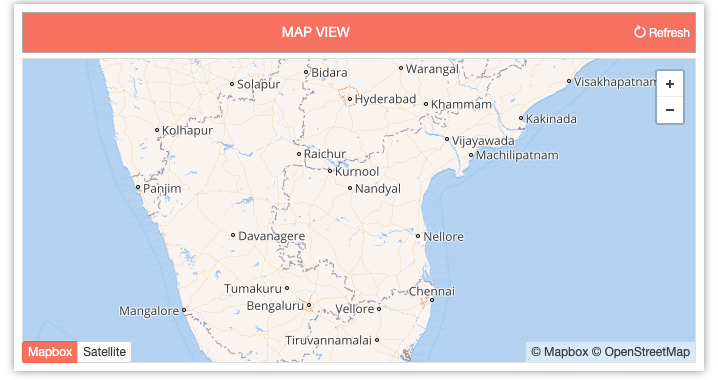 MAP VIEW
Refresh
Bidara
Warangal
Solapur
Visakhapatnam
Hyderabad
Khammam
Kakinada
Kolhapur
Vijayawada
Raichur
Machilipatnam
Kurnool
Panjim
Nandyal
Davanagere
Nellore
Tumakuru
Chennai
Bengaluru
Vellore
Mangalore
Tiruvannamalai
Mapbox Satellite
© Mapbox © OpenStreetMap
+
−